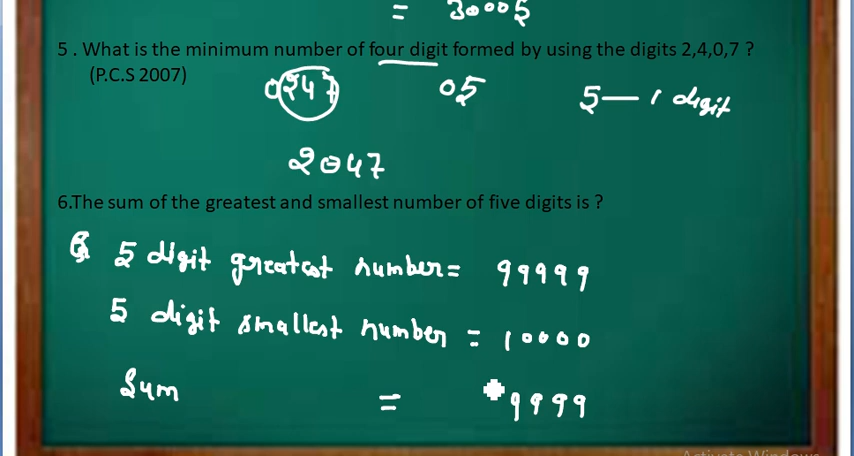 = 30005
5 . What is the minimum number of four digit formed by using the digits 2,4,0,7 ?
(P.C.S 2007)
0247 05 5— 1 digit
2047
6.The sum of the greatest and smallest number of five digits is ?
5 digit greatest number= 99999
5 digit smallest number = 10000
Sum = 9999